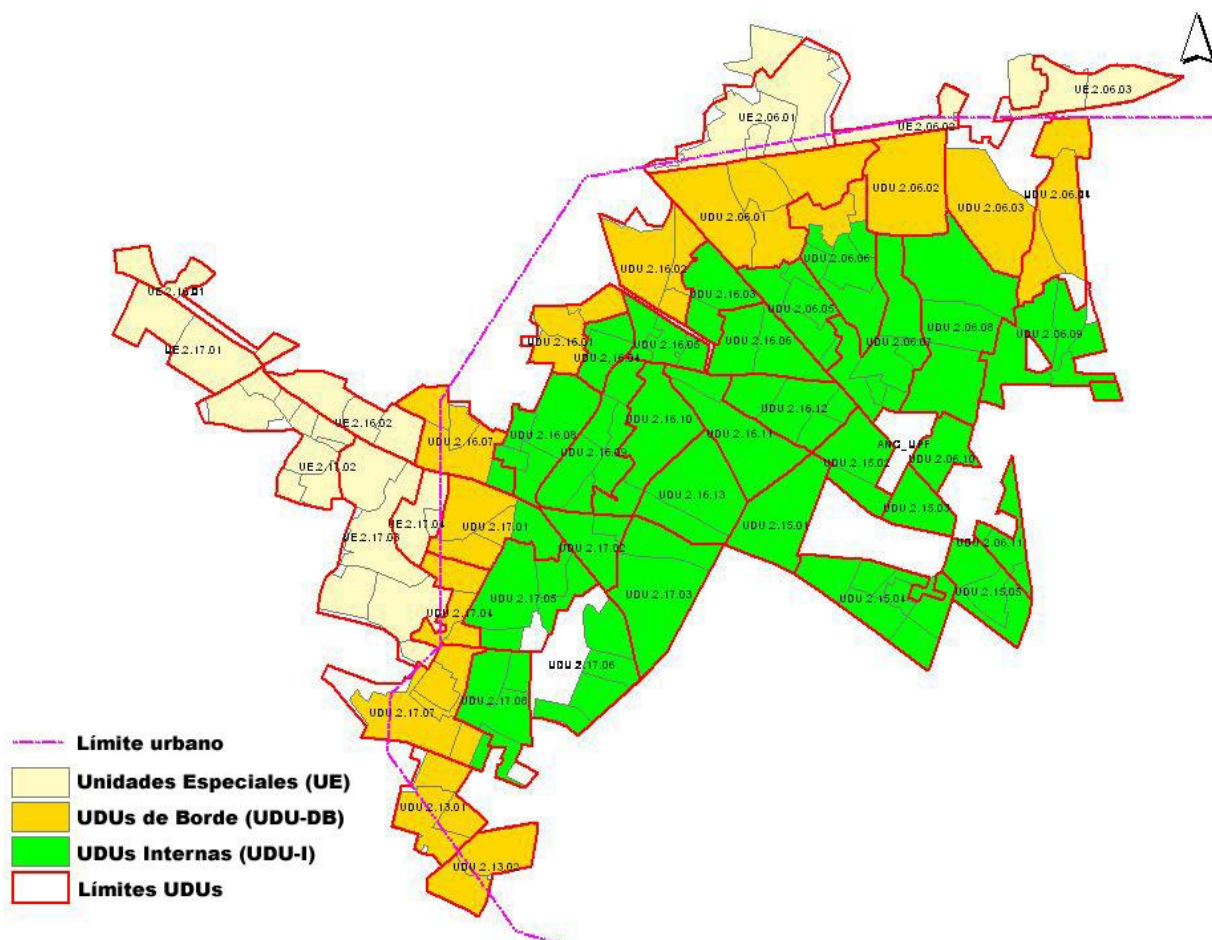 UE.2.06.03
UE.2.06.01
UE.2.06.02
UDU.2.06.02
UDU.2.06.04
UDU.2.06.03
UDU.2.06.01
UDU.2.06.06
UDU.2.16.02
UE.2.16.01
UDU.2.16.03
UDU.2.06.05
UDU.2.06.08
UDU.2.06.09
UDU.2.16.01
UDU.2.16.05
UDU.2.16.06
UDU.2.06.07
UE.2.17.01
UDU.2.16.04
UDU.2.16.12
UDU.2.16.10
UE.2.16.02
UDU.2.16.08
UDU.2.16.11
UDU.2.16.07
ANG_UPF
UDU.2.16.09
UDU.2.15.02
UDU.2.06.10
UE.2.17.02
UDU.2.16.13
UDU.2.15.03
UE.2.17.04
UDU.2.17.01
UDU.2.15.01
UE.2.17.03
UDU.2.17.02
UDU.2.06.11
UDU.2.17.05
UDU.2.17.03
UDU.2.15.04
UDU.2.15.05
UDU.2.17.04
UDU.2.17.06
UDU.2.17.08
UDU.2.17.07
UDU.2.13.01
UDU.2.13.02
Límite urbano
Unidades Especiales (UE)
UDUs de Borde (UDU-DB)
UDUs Internas (UDU-I)
Límites UDUs